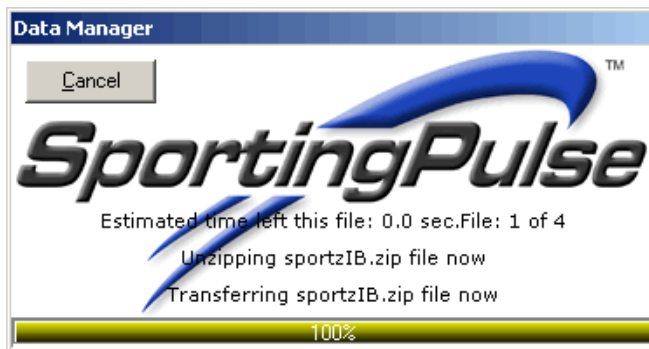 Data Manager
Cancel
TM
SportingPulse
Estimated time left this file: 0.0 sec.File: 1 of 4
Unzipping sportzIB.zip file now
Transferring sportzIB.zip file now
100%